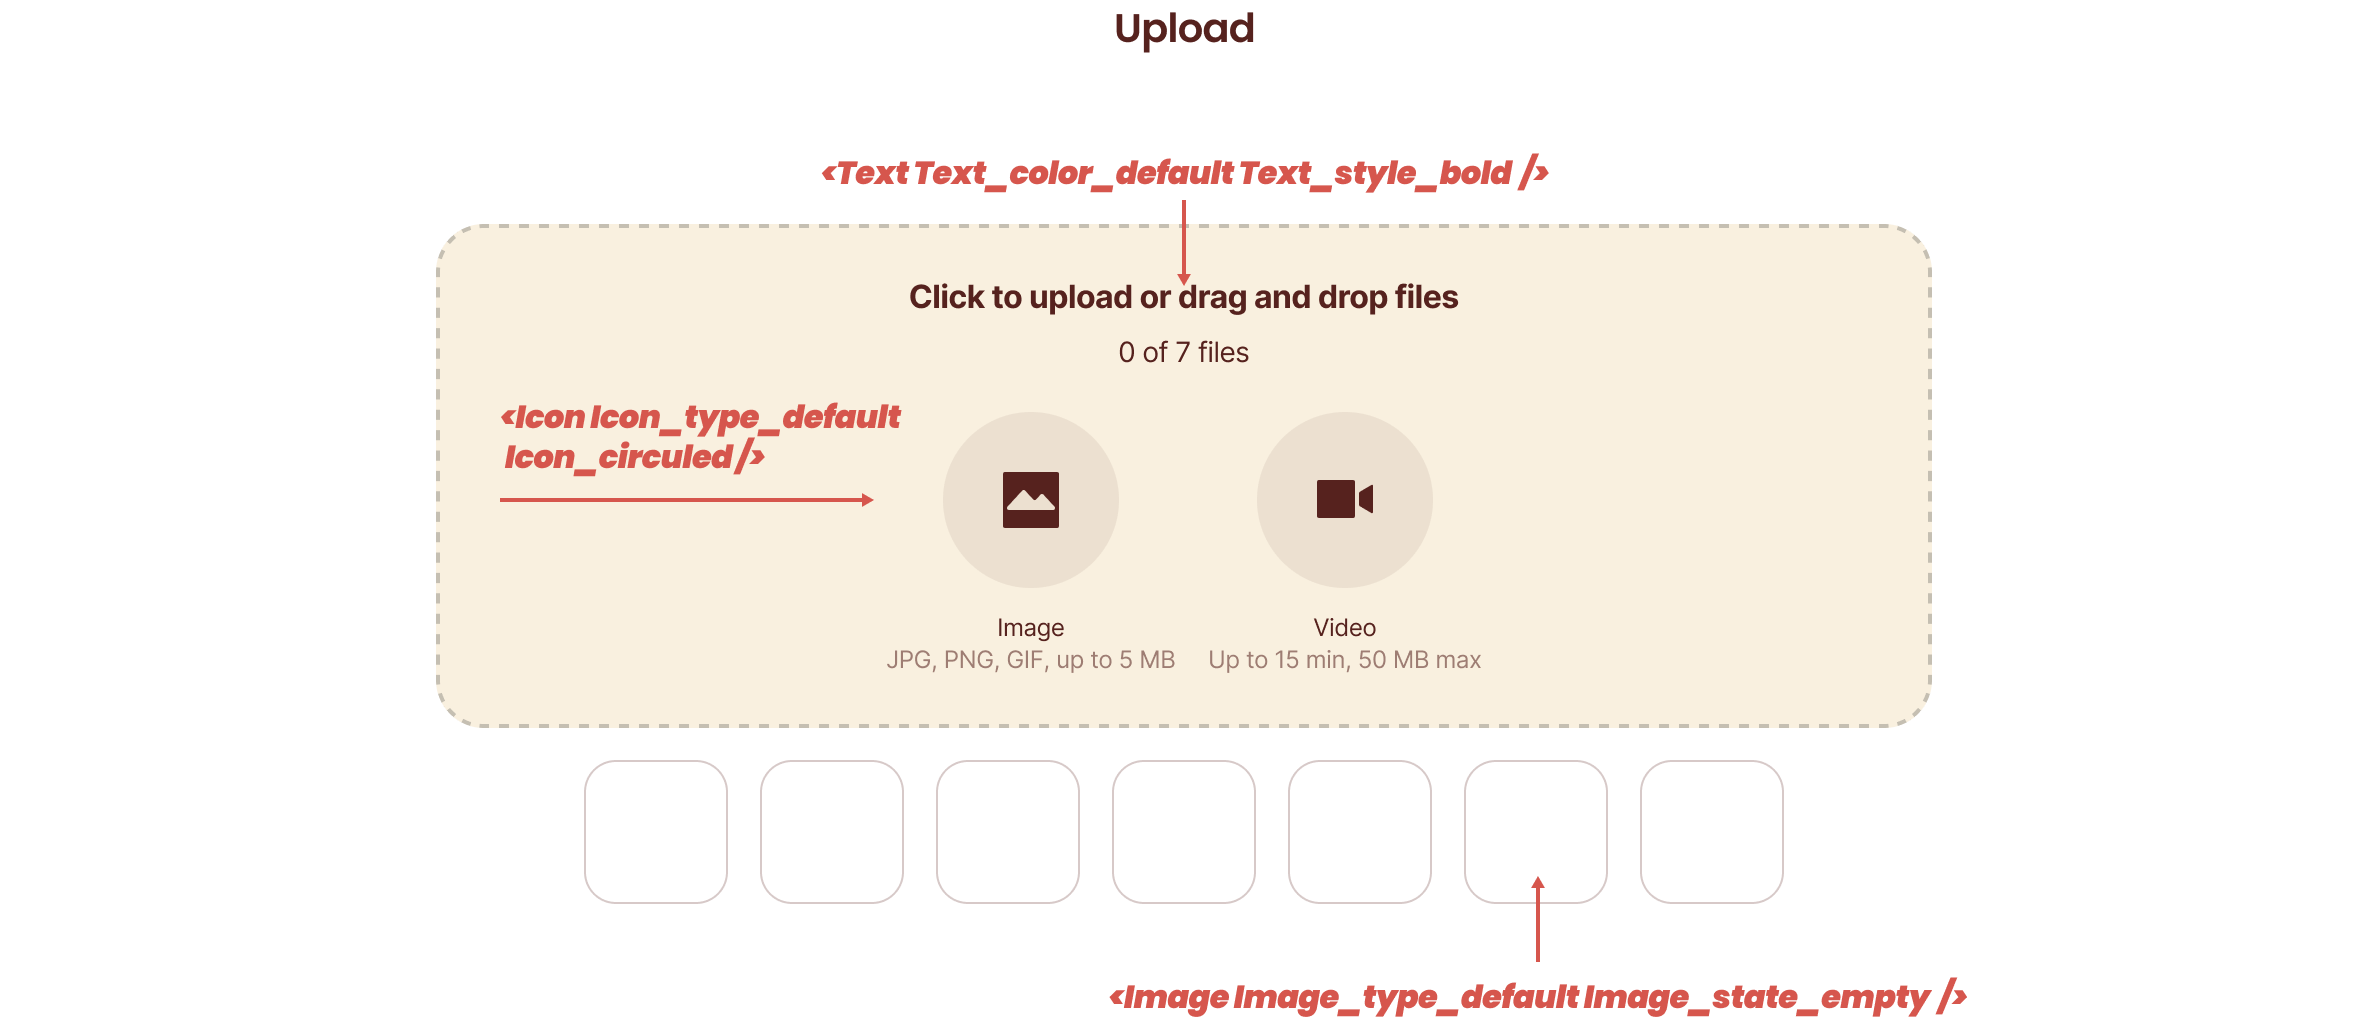 Upload
<Text Text_color_default Text_style_bold />
Click to upload or drag and drop files
0 of 7 files
<Icon Icon_type_default
Icon_circuled/>
Image
JPG, PNG, GIF, up to 5 MB
Video
Up to 15 min, 50 MB max
<Image Image_type_default Image_state_empty />